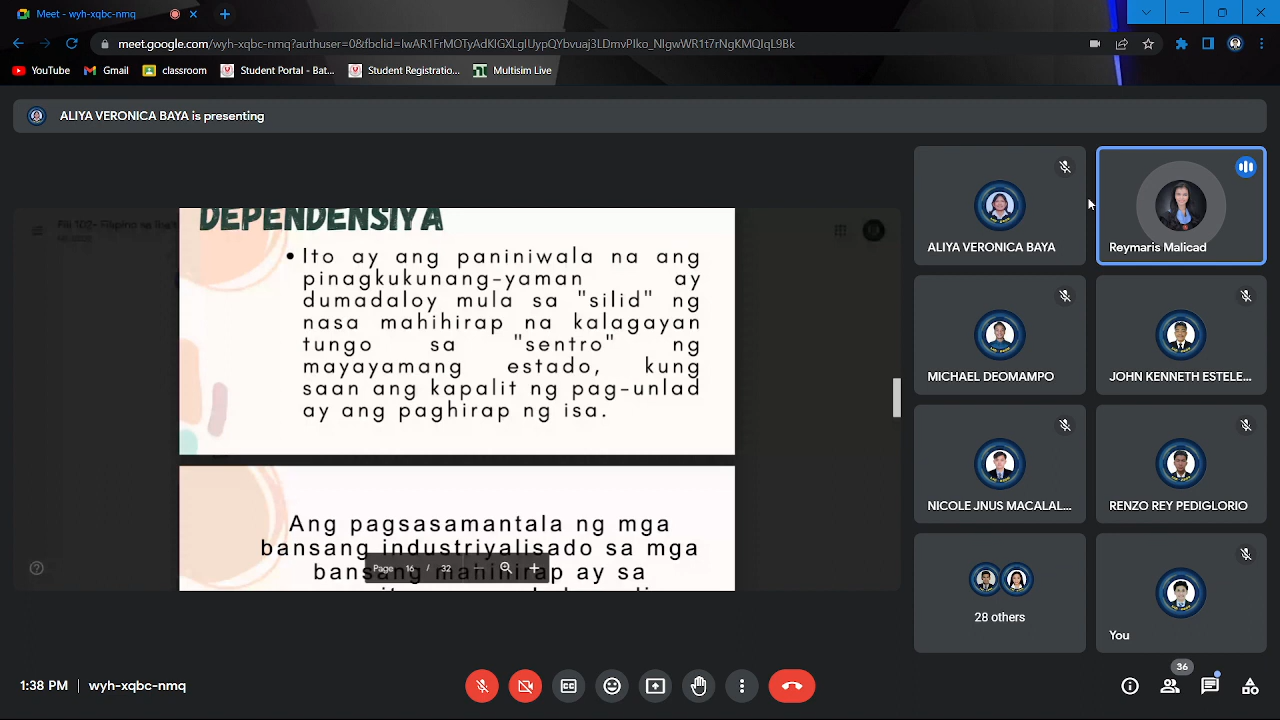 Meet - wyh-xqbc-nmq
meet.google.com/wyh-xqbc-nmq?authuser=0&fbclid=IwAR1FrMOTyAdKlGXLgIUypQYbvuaj3LDmvPIko_NIgwWR1t7rNgKMQIqL9Bk
YouTube
Gmail
classroom
Student Portal - Bat...
Student Registratio...
Multisim Live
ALIYA VERONICA BAYA is presenting
DEPENDENSIYA
• Ito ay ang paniniwala na ang
pinagkukunang-yaman ay
dumadaloy mula sa "silid" ng
nasa mahihirap na kalagayan
tungo sa "sentro" ng
mayayamang estado, kung
saan ang kapalit ng pag-unlad
ay ang paghirap ng isa.
Ang pagsasamantala ng mga
bansang industriyalisado sa mga
bansang mahihirap ay sa
Page 16 / 32
ALIYA VERONICA BAYA
Reymaris Malicad
MICHAEL DEOMAMPO
JOHN KENNETH ESTELE...
NICOLE JNUS MACALAL...
RENZO REY PEDIGLORIO
28 others
You
1:38 PM | wyh-xqbc-nmq
36